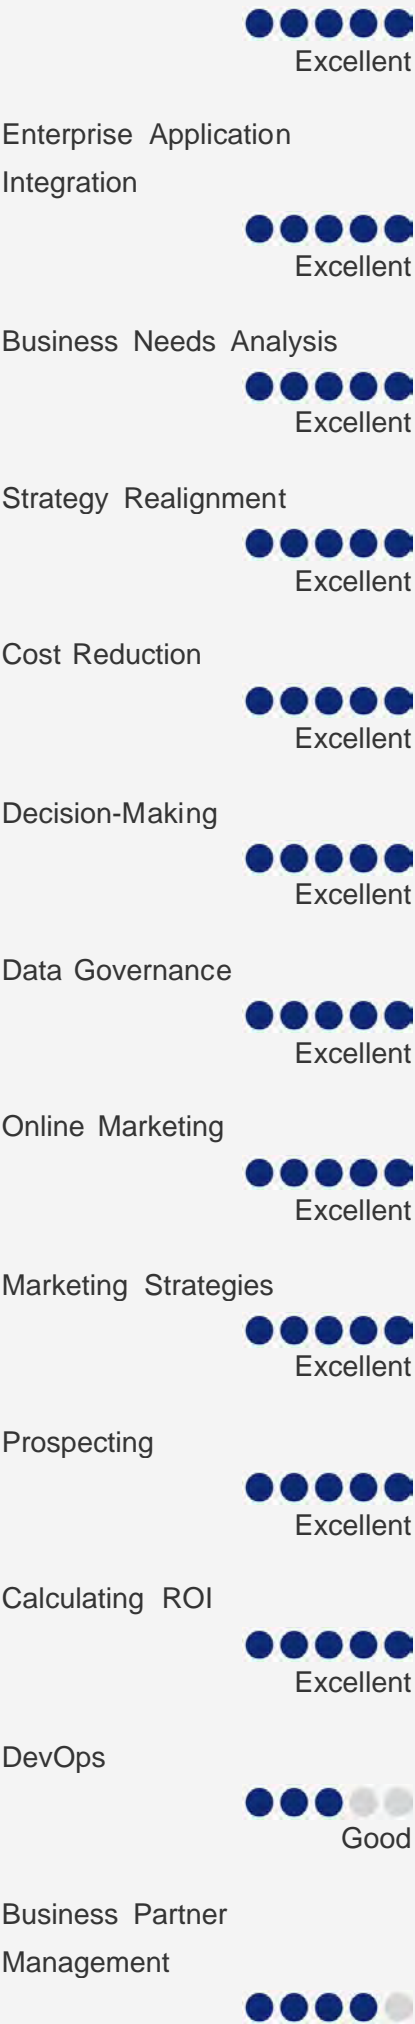 Excellent
Enterprise Application
Integration
Excellent
Business Needs Analysis
Excellent
Strategy Realignment
Excellent
Cost Reduction
Excellent
Decision-Making
Excellent
Data Governance
Excellent
Online Marketing
Excellent
Marketing Strategies
Excellent
Prospecting
Excellent
Calculating ROI
Excellent
DevOps
Good
Business Partner
Management